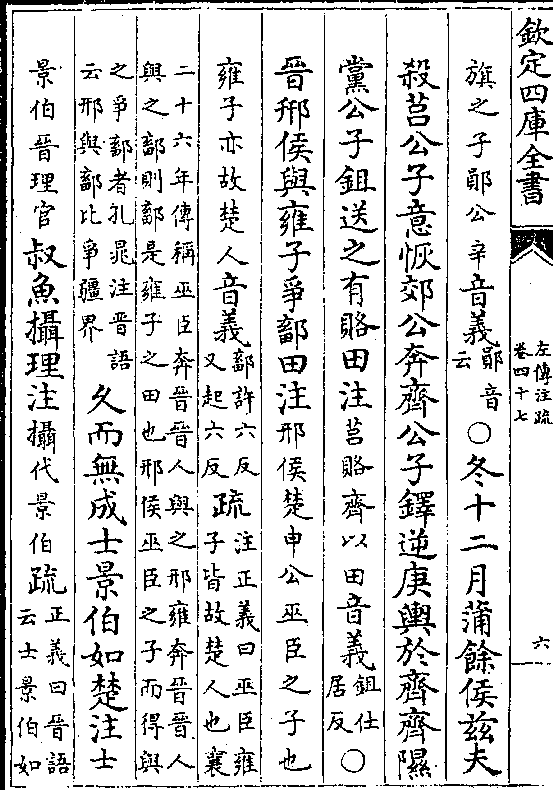 欽定四庫全書
左傳注疏
卷四十七
六
旗之子鄖公辛音義鄖音
云〇冬十二月蒲餘侯茲夫
殺莒公子意恢郊公奔齊公子鐸逆庚輿於齊齊隰
黨公子鉏送之有賂田注莒賂齊以田音義鉏仕
居反〇
晉邢侯與雍子爭鄐田注邢侯楚申公巫臣之子也
雍子亦故楚人音義鄐許六反
又起六反疏注正義曰巫臣雍
子皆故楚人也襄
二十六年傳稱巫臣奔晉晉人與之邢雍奔晉晉人
與之鄐則鄐是雍子之田也邢侯巫臣之子而得與
之爭鄐者孔晁注晉語
云邢與鄐比爭疆界久而無成士景伯如楚注士
景伯晉理官叔魚攝理注攝代景伯疏正義曰晉語
云士景伯如